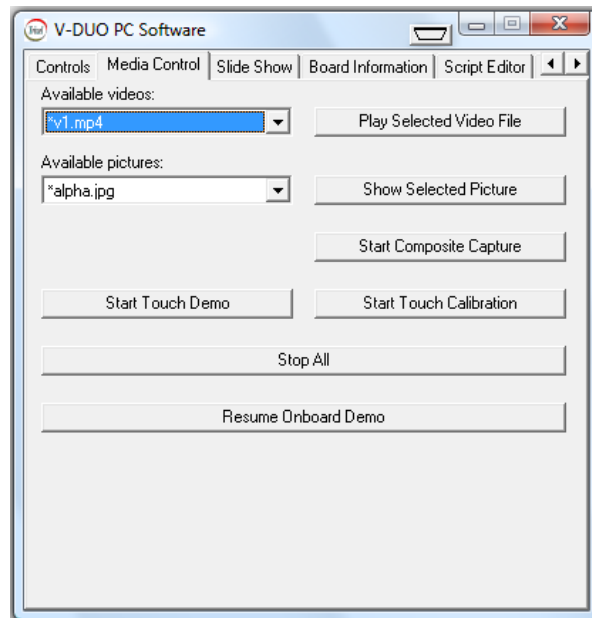 V-DUO PC Software
Controls Media Control Slide Show Board Information Script Editor
Available videos:
*v1.mp4 Play Selected Video File
Available pictures:
*alpha.jpg Show Selected Picture
Start Composite Capture
Start Touch Demo Start Touch Calibration
Stop All
Resume Onboard Demo